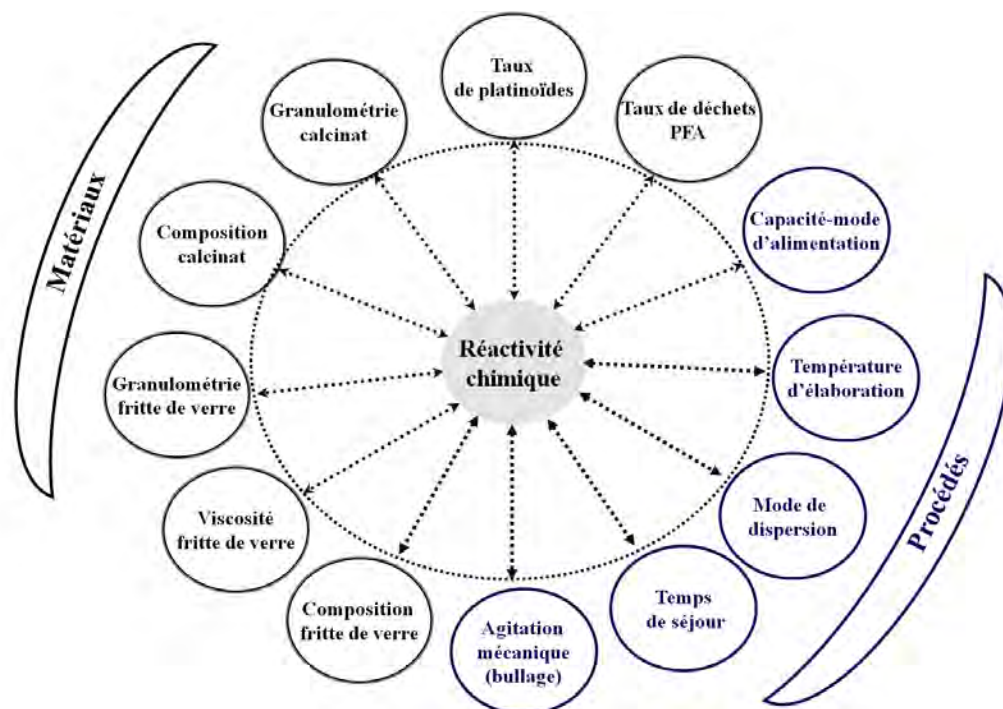 Taux
de platinoïdes
Granulométrie
calcinat
Taux de déchets
PFA
Matériaux
Composition
calcinat
Capacité-mode
d'alimentation
Réactivité
chimique
Granulométrie
fritte de verre
Température
d'élaboration
Viscosité
fritte de verre
Mode de
dispersion
Procédés
Composition
fritte de verre
Agitation
mécanique
(bullage)
Temps
de séjour